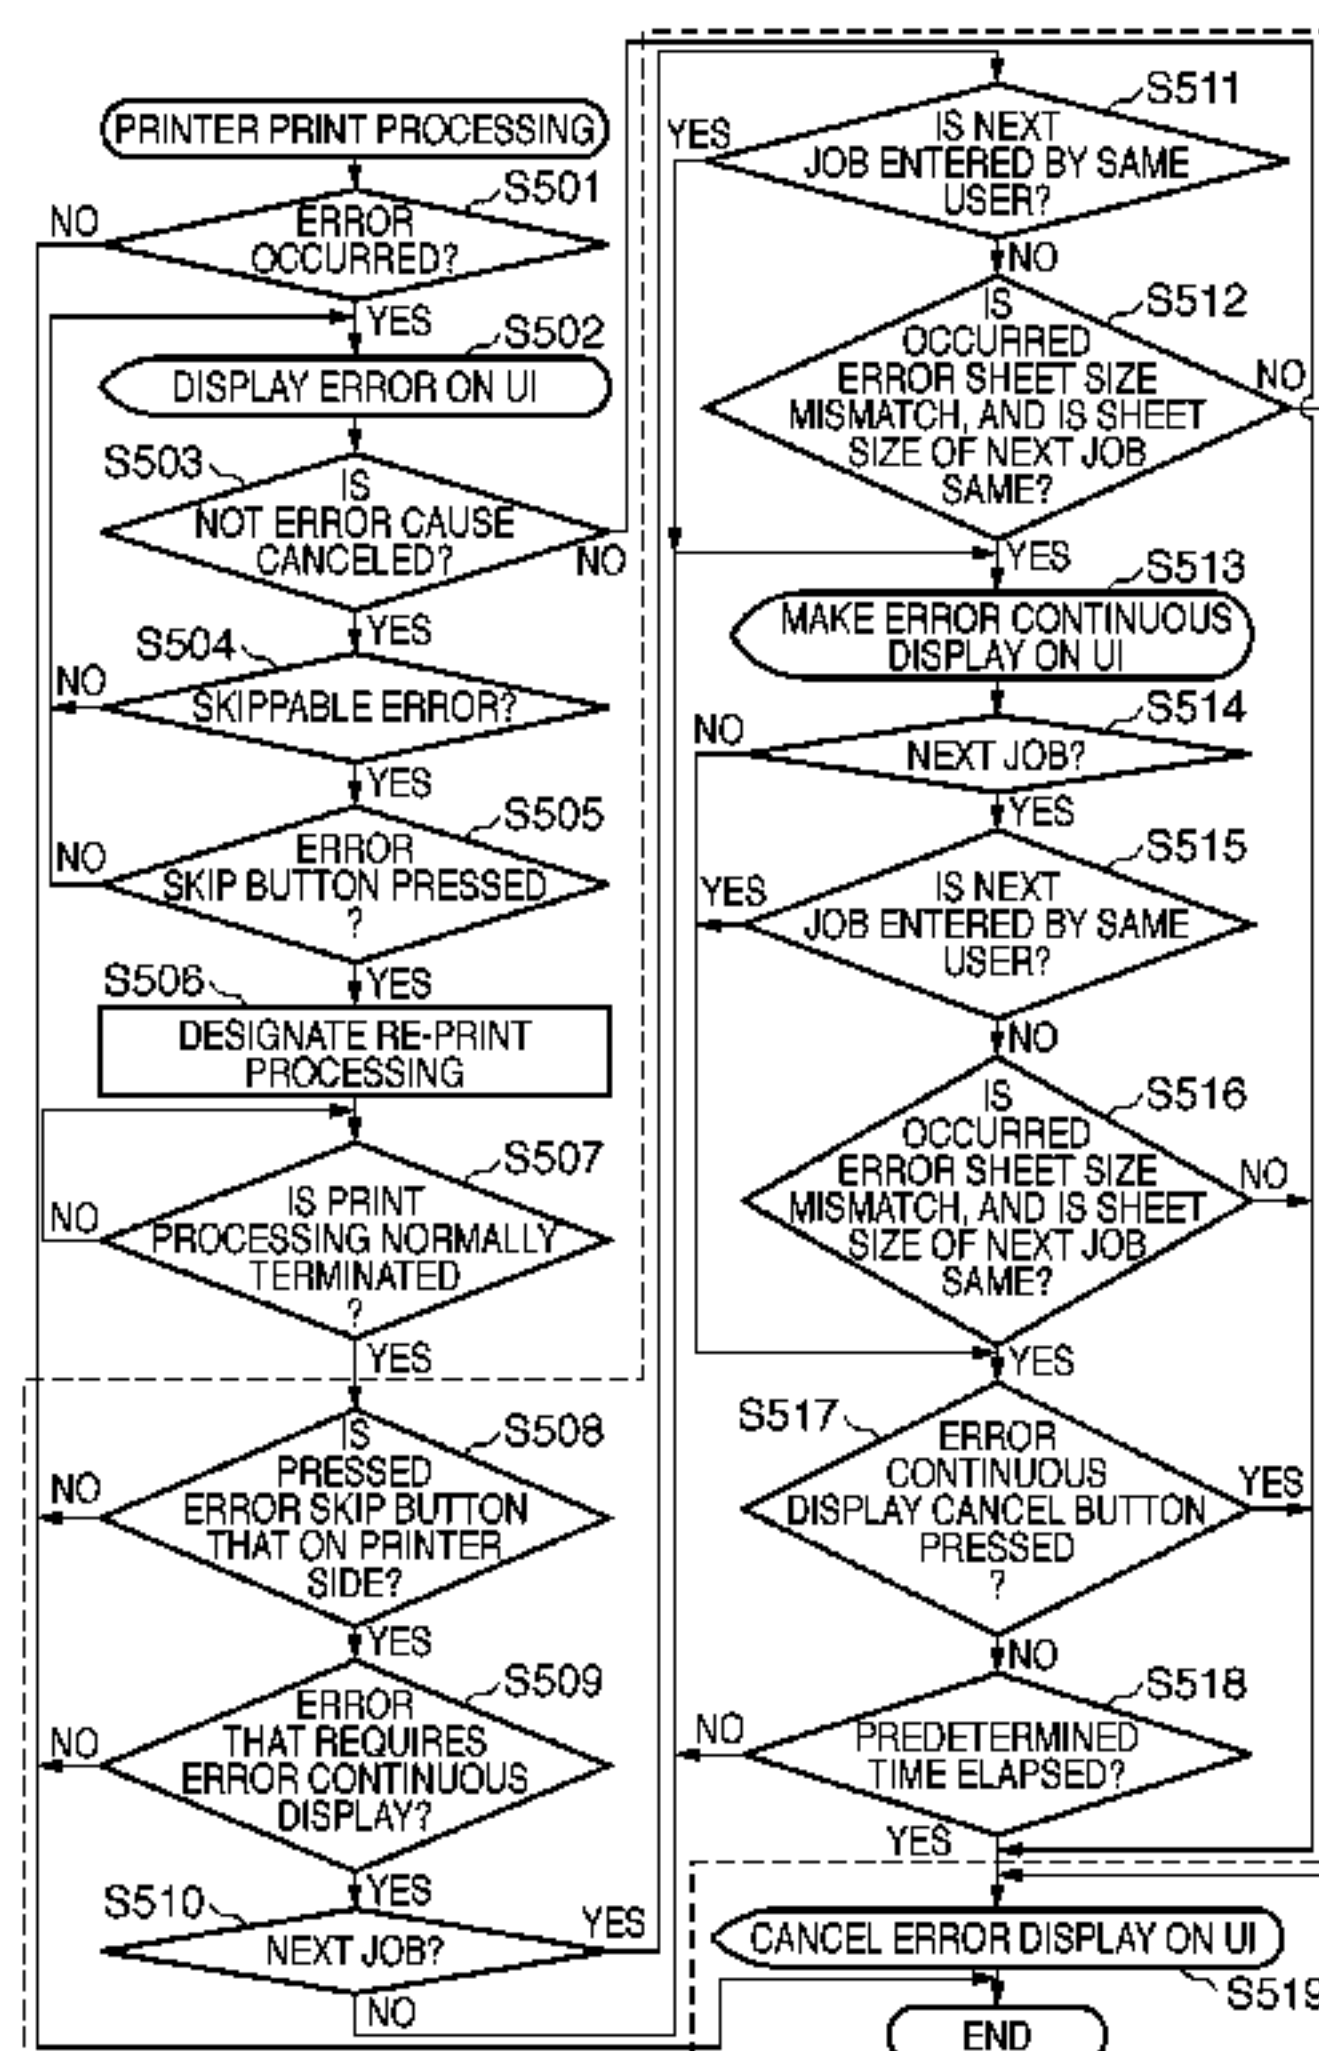 PRINTER PRINT PROCESSING
S501
NO
ERROR
OCCURRED?
YES
S502
DISPLAY ERROR ON UI
S503
IS
NOT ERROR CAUSE
CANCELED?
NO
YES
S504
NO
SKIPPABLE ERROR?
YES
S505
NO
ERROR
SKIP BUTTON PRESSED
?
YES
S506
DESIGNATE RE-PRINT
PROCESSING
S507
NO
IS PRINT
PROCESSING NORMALLY
TERMINATED
?
YES
S508
NO
IS
PRESSED
ERROR SKIP BUTTON
THAT ON PRINTER
SIDE?
YES
S509
NO
ERROR
THAT REQUIRES
ERROR CONTINUOUS
DISPLAY?
YES
S510
NEXT JOB?
YES
NO
S511
YES
IS NEXT
JOB ENTERED BY SAME
USER?
NO
S512
IS
OCCURRED
ERROR SHEET SIZE
MISMATCH, AND IS SHEET
SIZE OF NEXT JOB
SAME?
NO
YES
S513
MAKE ERROR CONTINUOUS
DISPLAY ON UI
S514
NO
NEXT JOB?
YES
S515
YES
IS NEXT
JOB ENTERED BY SAME
USER?
NO
S516
IS
OCCURRED
ERROR SHEET SIZE
MISMATCH, AND IS SHEET
SIZE OF NEXT JOB
SAME?
NO
YES
S517
ERROR
CONTINUOUS
DISPLAY CANCEL BUTTON
PRESSED
?
YES
NO
S518
NO
PREDETERMINED
TIME ELAPSED?
YES
CANCEL ERROR DISPLAY ON UI
S519
END